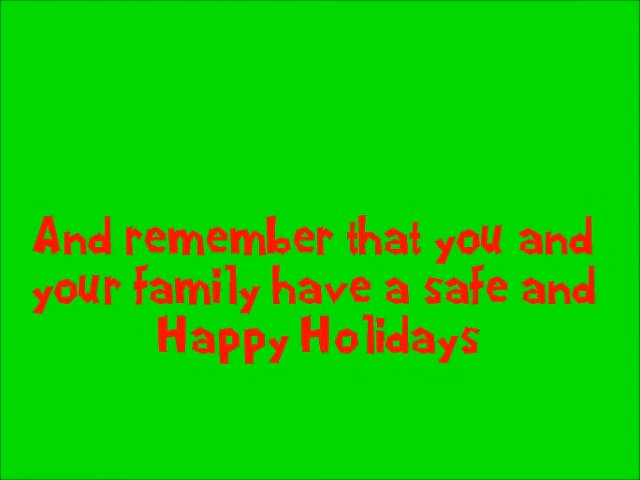 And remember that you and
your family have a safe and
Happy Holidays